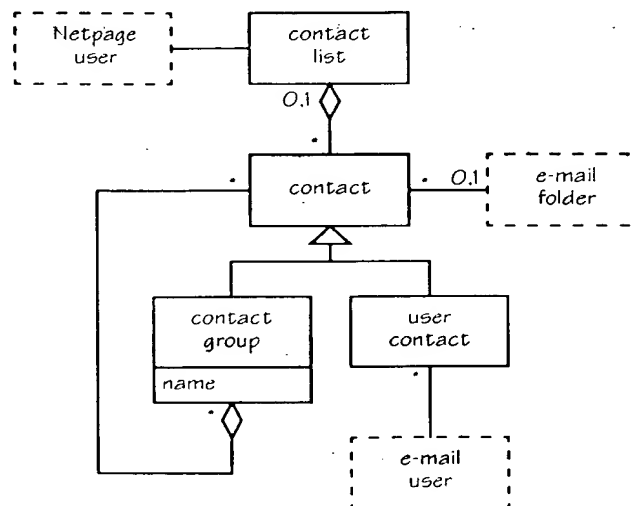 Netpage
user
contact
list
0,1
*
*
contact
*
0,1
e-mail
folder
contact
group
name
*
user
contact
*
e-mail
user